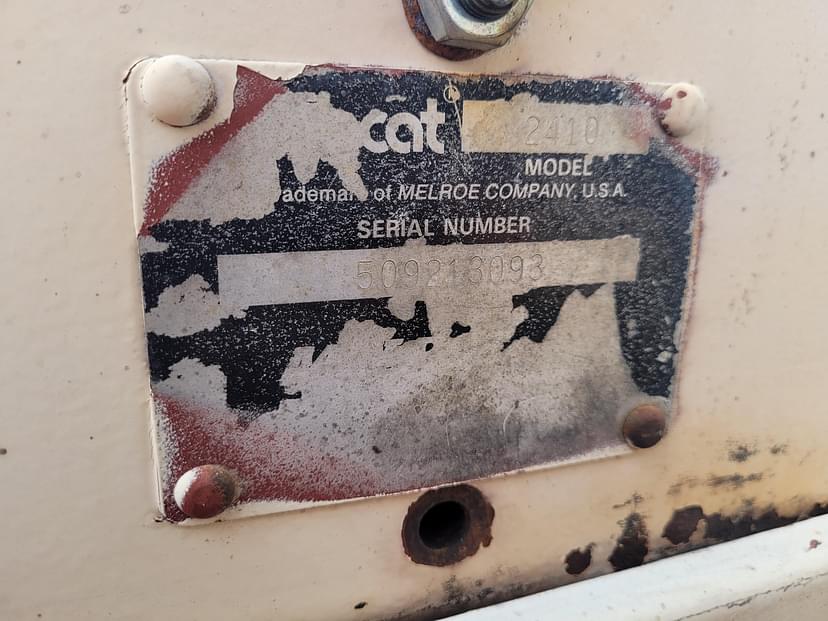 cat 2410
MODEL
ademark of MELROE COMPANY, U.S.A.
SERIAL NUMBER
509213093